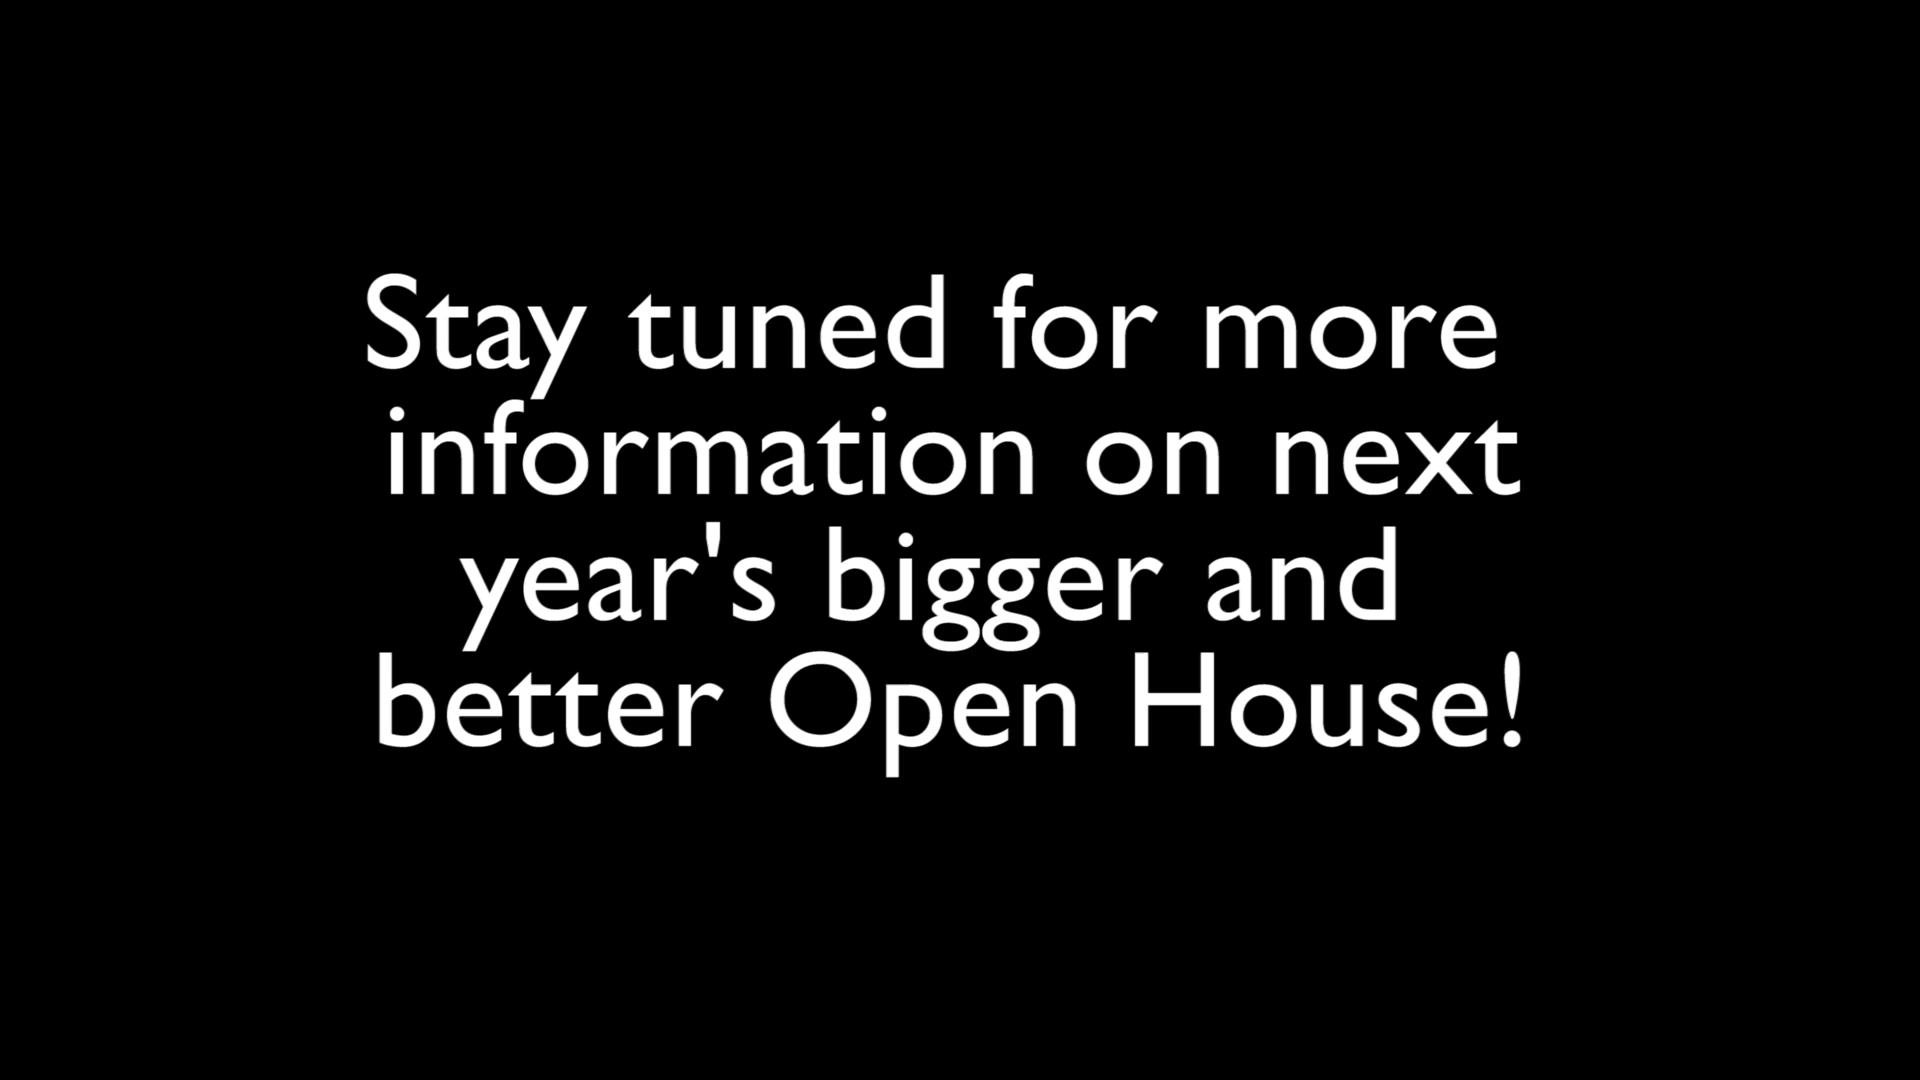 Stay tuned for more
information on next
year's bigger and
better Open House!